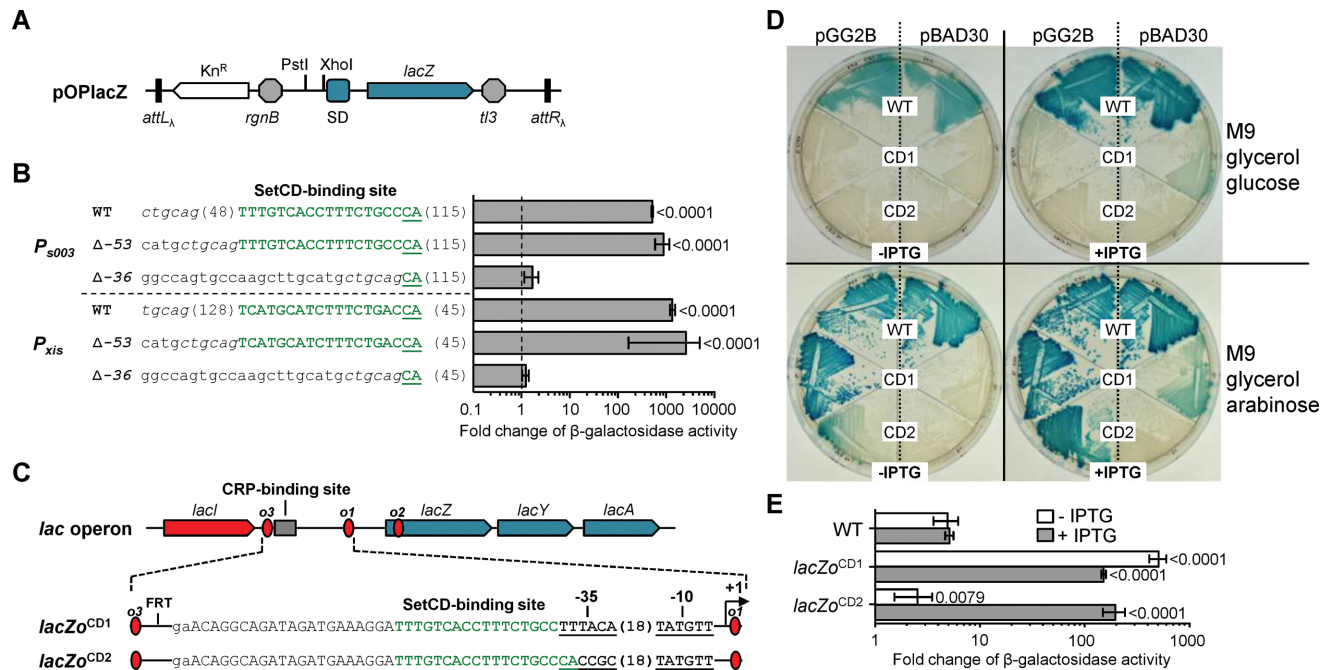 A
pOPlacZ
Kn^R
PstI
XhoI
lacZ
attL_λ
rgnB
SD
tl3
attR_λ
B
SetCD-binding site
P_s003
WT ctgcag(48)TTTGTCACCTTTCTGCCCA(115) <0.0001
Δ-53 catgctgcagTTTGTCACCTTTCTGCCCA(115) <0.0001
Δ-36 ggccagtgccaagcttgcatgctgcagCA(115)
P_xis
WT tgcag(128)TCATGCATCTTTCTGACCA (45) <0.0001
Δ-53 catgctgcagTCATGCATCTTTCTGACCA (45) <0.0001
Δ-36 ggccagtgccaagcttgcatgctgcagCA (45)
0.1 1 10 100 1000 10000
Fold change of β-galactosidase activity
C
CRP-binding site
lac operon
lacI o3 o1 o2 lacZ lacY lacA
o3 FRT SetCD-binding site -35 -10 +1 o1
lacZo^CD1 gaACAGGCAGATAGATGAAAGGATTTGTCACCTTTCTGCCTTTACA(18) TATGTT
lacZo^CD2 gaACAGGCAGATAGATGAAAGGATTTGTCACCTTTCTGCCCACCGC(18) TATGTT
D
pGG2B pBAD30 pGG2B pBAD30
WT WT
CD1 CD1
CD2 CD2
-IPTG +IPTG
M9
glycerol
glucose
WT WT
CD1 CD1
CD2 CD2
-IPTG +IPTG
M9
glycerol
arabinose
E
- IPTG
+ IPTG
WT
lacZo^CD1 <0.0001
<0.0001
lacZo^CD2 0.0079
<0.0001
1 10 100 1000
Fold change of β-galactosidase activity